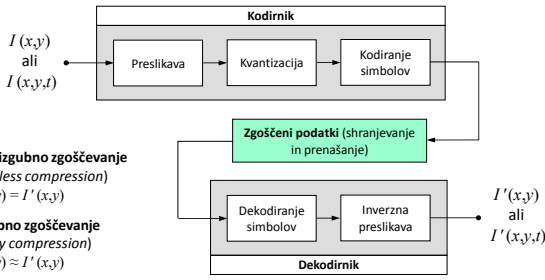 Kodirnik
I (x,y)
ali
I (x,y,t)
Preslikava
Kvantizacija
Kodiranje
simbolov
Zgoščeni podatki (shranjevanje
in prenašanje)
izgubno zgoščevanje
less compression)
) = I' (x,y)
bno zgoščevanje
y compression)
) ≈ I' (x,y)
Dekodiranje
simbolov
Inverzna
preslikava
I' (x,y)
ali
I' (x,y,t)
Dekodirnik